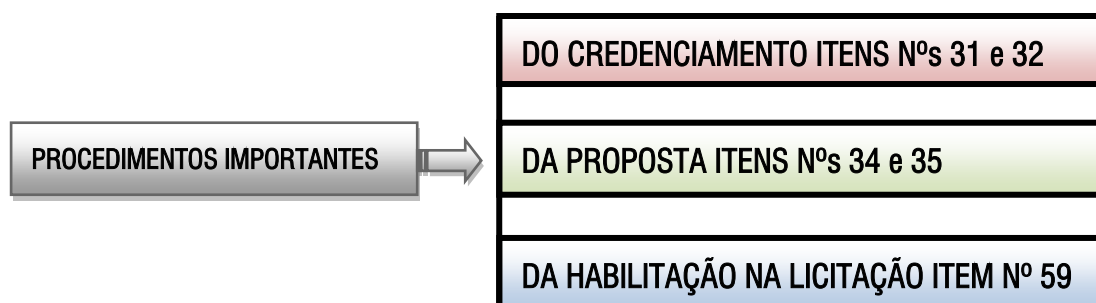 PROCEDIMENTOS IMPORTANTES
DO CREDENCIAMENTO ITENS Nºs 31 e 32
DA PROPOSTA ITENS Nºs 34 e 35
DA HABILITAÇÃO NA LICITAÇÃO ITEM Nº 59